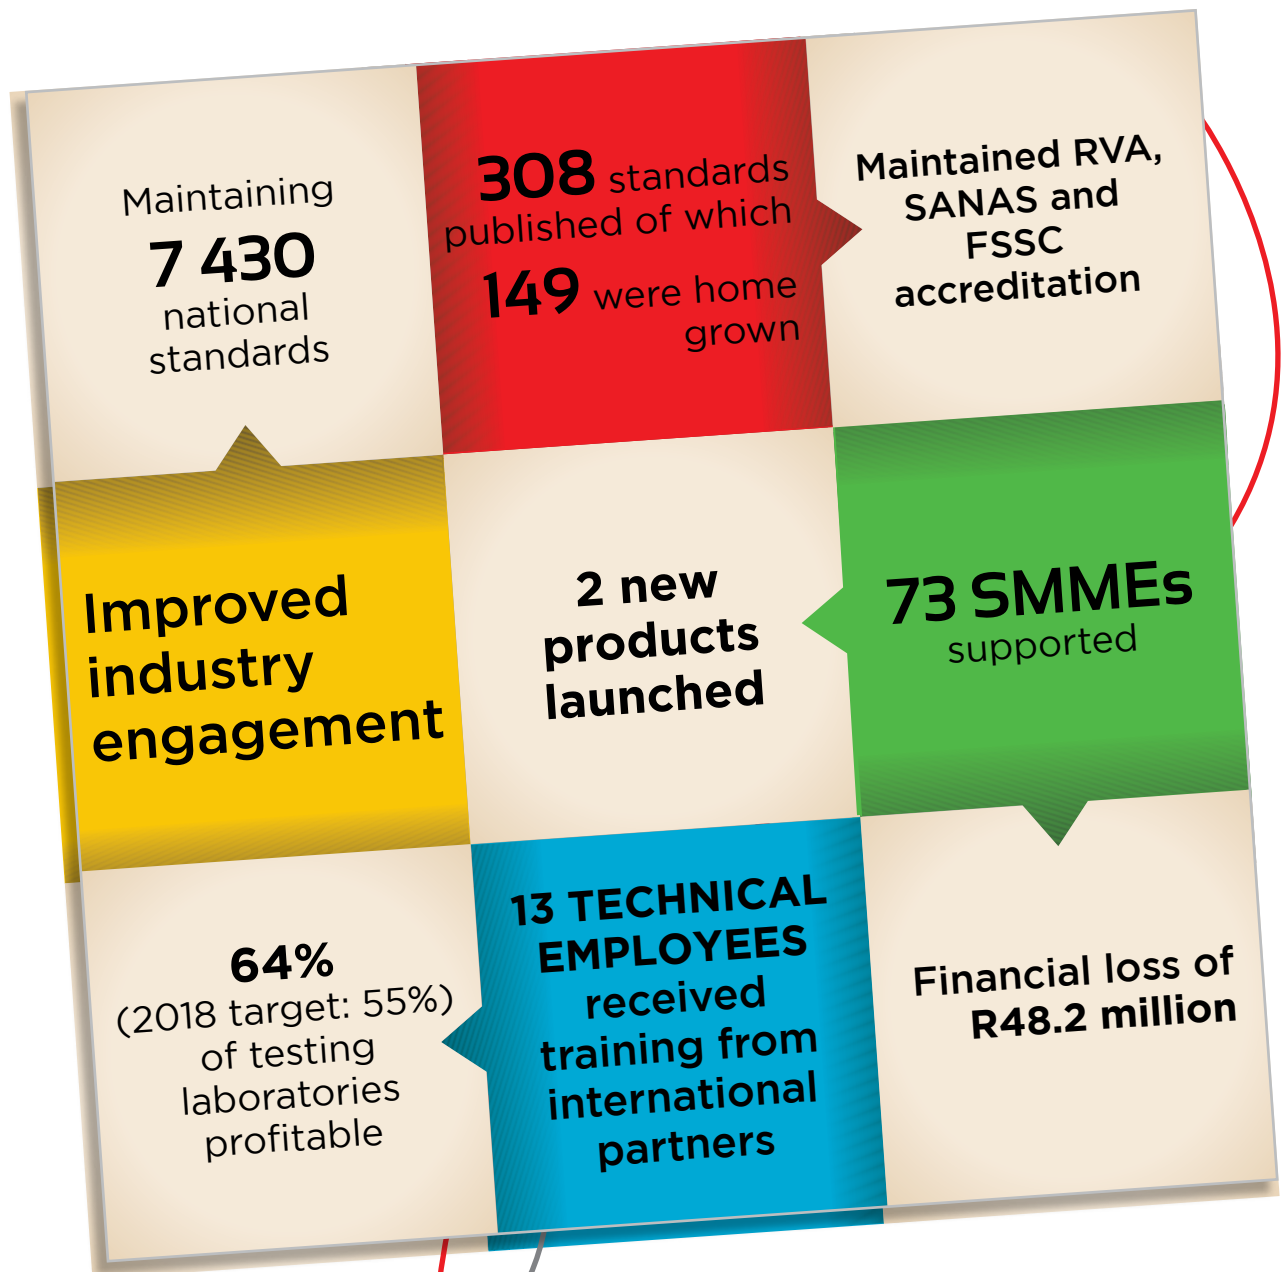 Maintaining
7 430
national
standards
308 standards
published of which
149 were home
grown
Maintained RVA,
SANAS and
FSSC
accreditation
Improved
industry
engagement
2 new
products
launched
73 SMMEs
supported
64%
(2018 target: 55%)
of testing
laboratories
profitable
13 TECHNICAL
EMPLOYEES
received
training from
international
partners
Financial loss of
R48.2 million